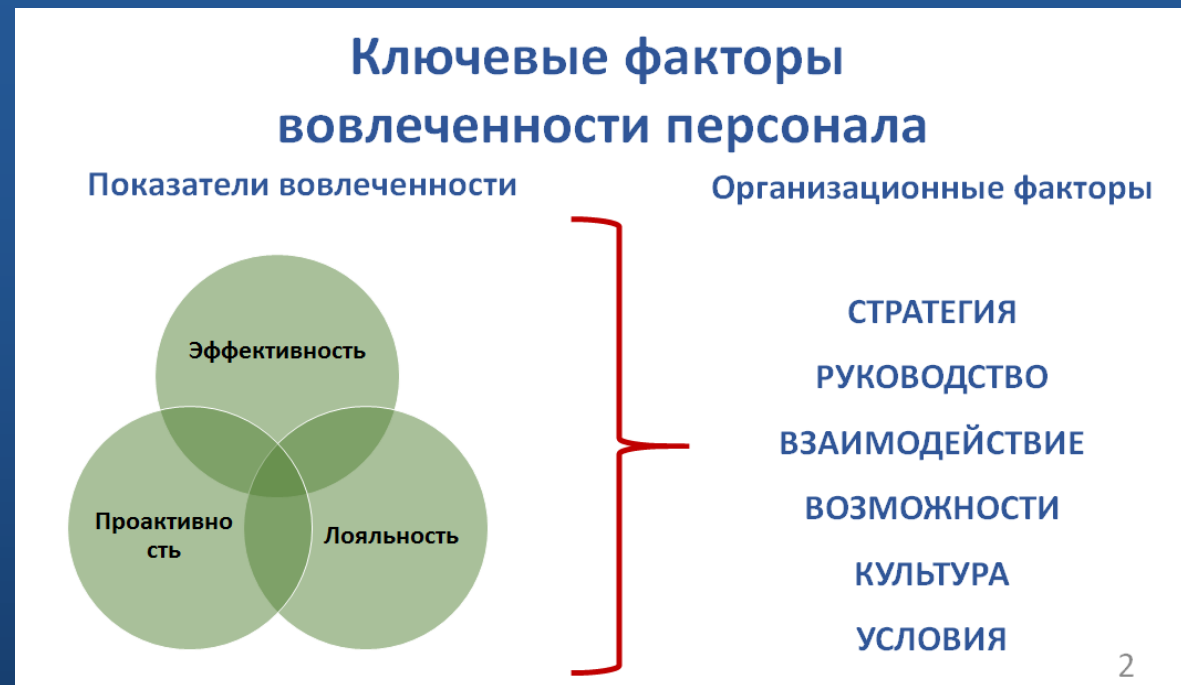 Ключевые факторы
вовлеченности персонала
Показатели вовлеченности
Эффективность
Проактивно
сть
Лояльность
Организационные факторы
СТРАТЕГИЯ
РУКОВОДСТВО
ВЗАИМОДЕЙСТВИЕ
ВОЗМОЖНОСТИ
КУЛЬТУРА
УСЛОВИЯ
2